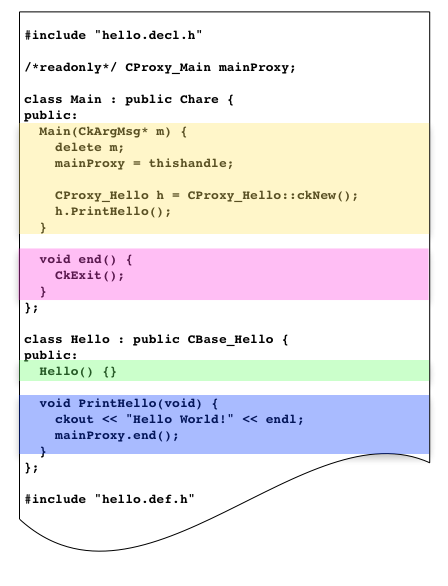 #include "hello.decl.h"
/*readonly*/ CProxy_Main mainProxy;
class Main : public Chare {
public:
  Main(CkArgMsg* m) {
    delete m;
    mainProxy = thishandle;
    CProxy_Hello h = CProxy_Hello::ckNew();
    h.PrintHello();
  }
  void end() {
    CkExit();
  }
};
class Hello : public CBase_Hello {
public:
  Hello() {}
  void PrintHello(void) {
    ckout << "Hello World!" << endl;
    mainProxy.end();
  }
};
#include "hello.def.h"